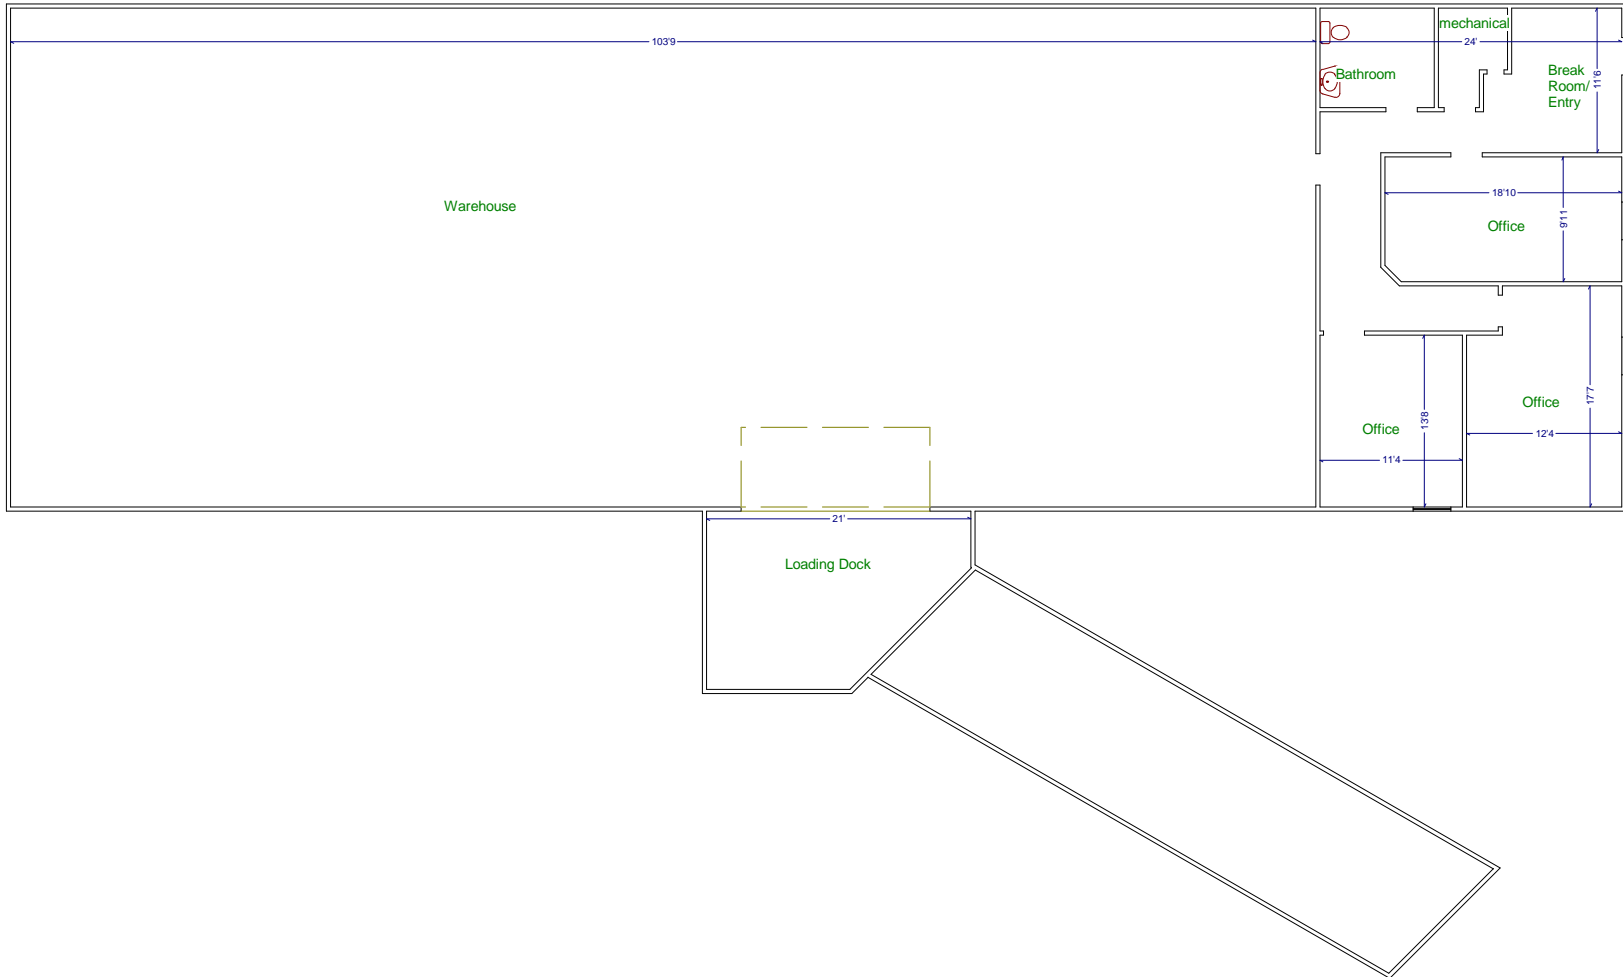 mechanical
103'9
24'
Bathroom
Break
Room/
Entry
11'6
Warehouse
18'10
9'11
Office
17'7
Office
12'4
13'8
Office
11'4
21'
Loading Dock